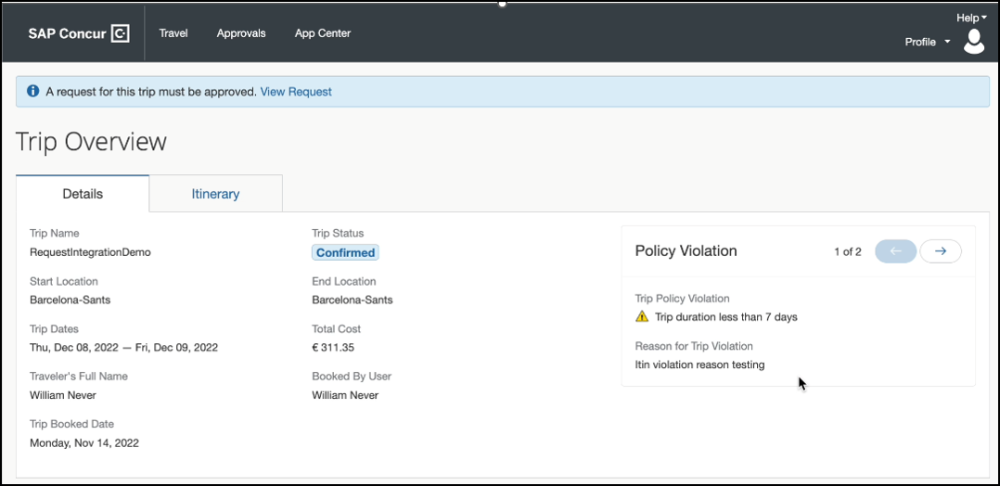 Help
SAP Concur Travel Approvals App Center Profile
A request for this trip must be approved. View Request
Trip Overview
Details Itinerary
Trip Name
RequestIntegrationDemo
Trip Status
Confirmed
Start Location
Barcelona-Sants
End Location
Barcelona-Sants
Trip Dates
Thu, Dec 08, 2022 — Fri, Dec 09, 2022
Total Cost
€ 311.35
Traveler's Full Name
William Never
Booked By User
William Never
Trip Booked Date
Monday, Nov 14, 2022
Policy Violation 1 of 2
Trip Policy Violation
Trip duration less than 7 days
Reason for Trip Violation
Itin violation reason testing